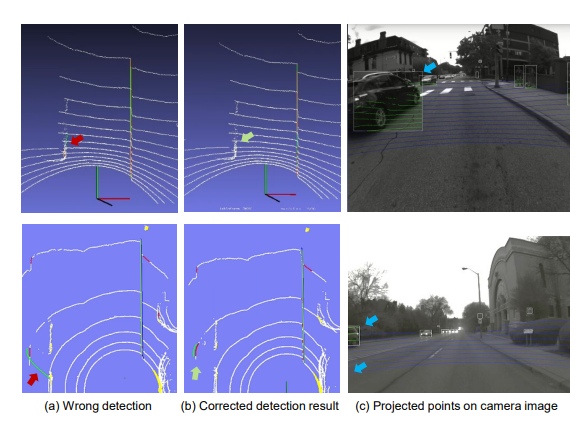 (a) Wrong detection
(b) Corrected detection result
(c) Projected points on camera image